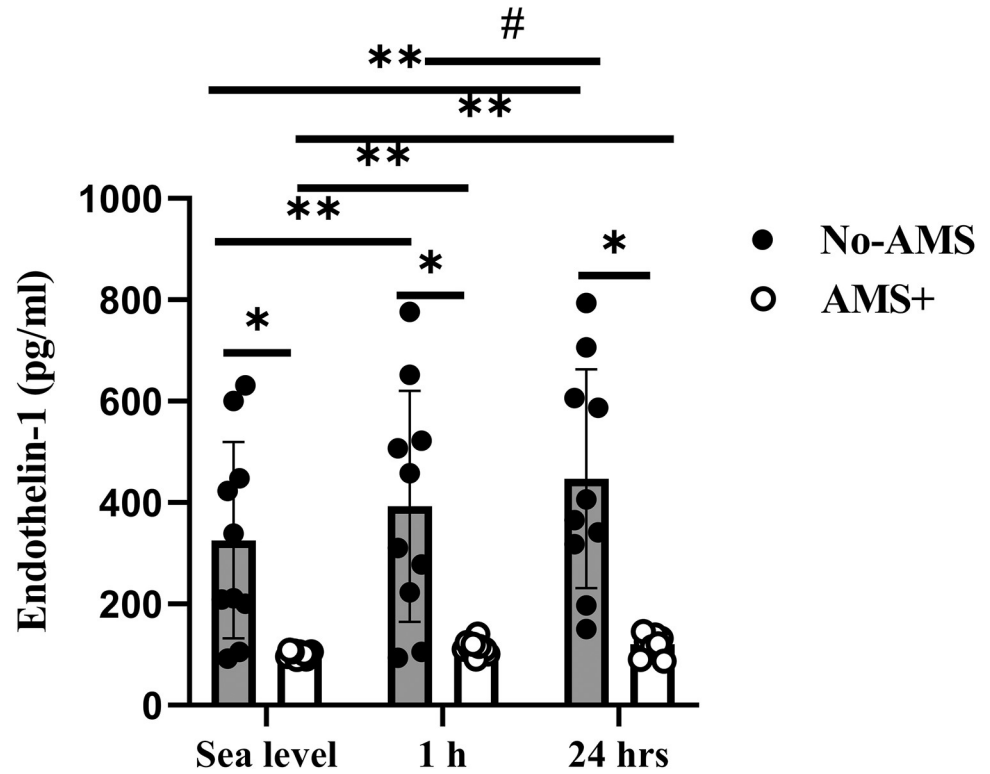 #
**
**
**
**
*
*
*
1000
800
600
400
200
0
Endothelin-1 (pg/ml)
Sea level
1 h
24 hrs
No-AMS
AMS+